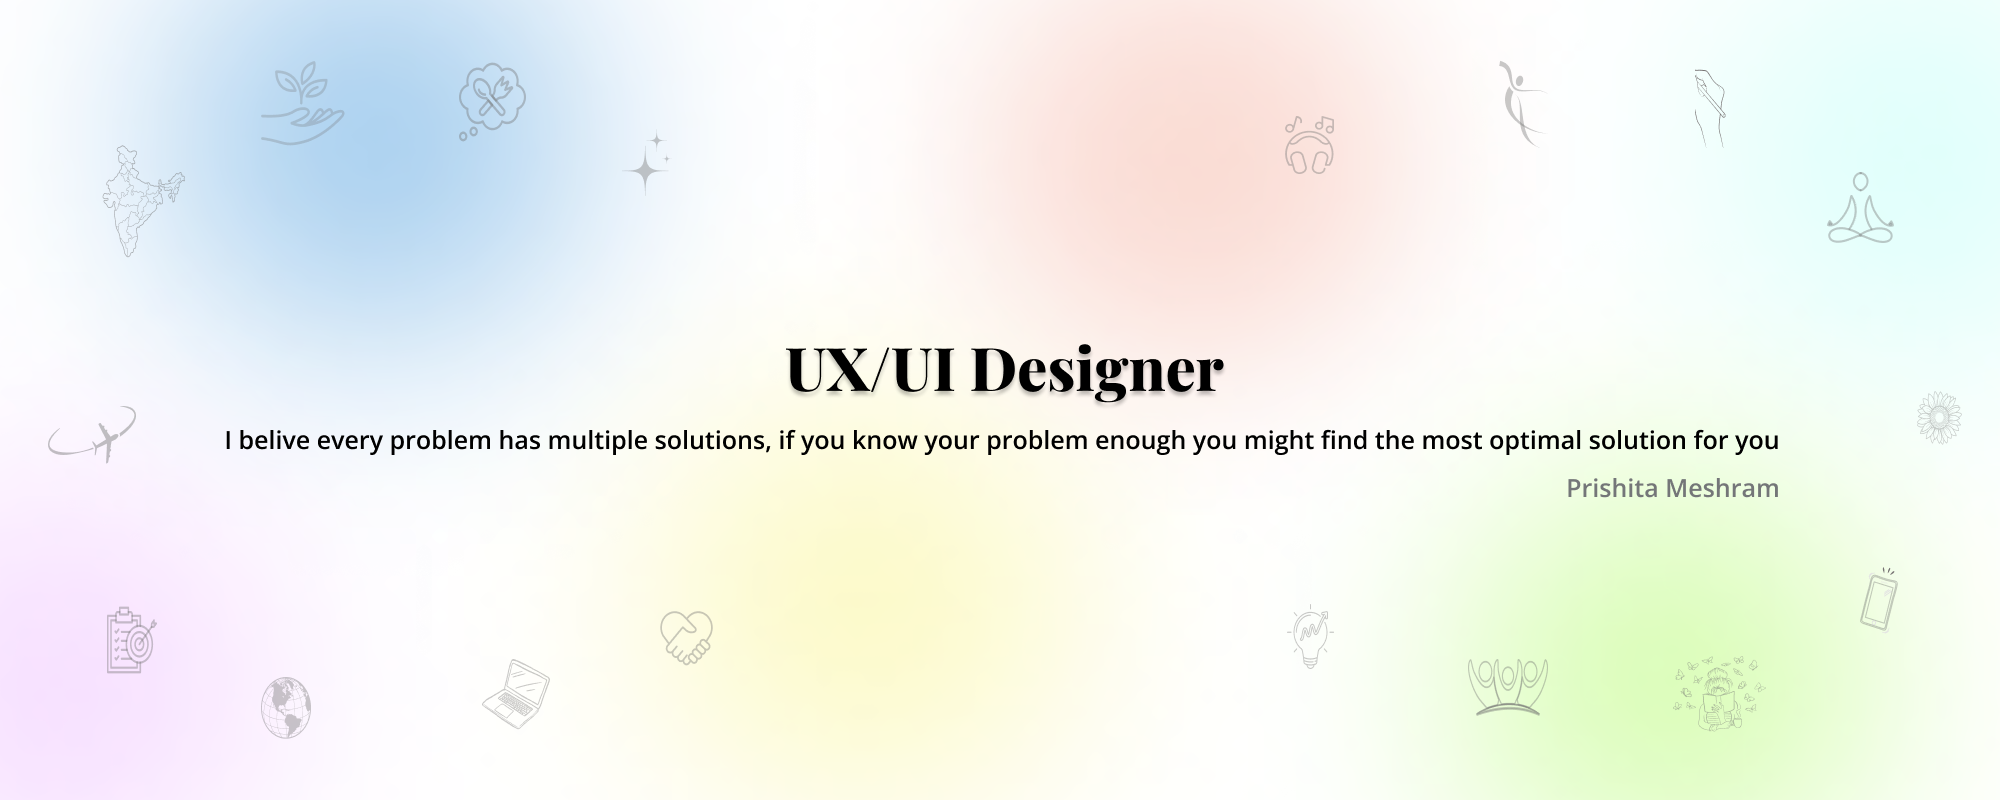 UX/UI Designer
I belive every problem has multiple solutions, if you know your problem enough you might find the most optimal solution for you
Prishita Meshram